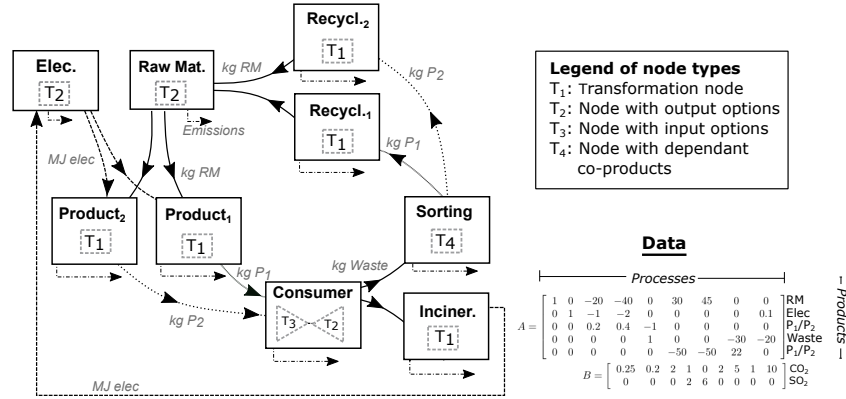 Recycl.₂
T₁
Elec.
T₂
Raw Mat.
T₂
kg RM
kg P₂
Recycl.₁
T₁
Emissions
kg P₁
MJ elec
kg RM
Product₂
T₁
Product₁
T₁
Sorting
T₄
kg P₁
kg Waste
Consumer
T₃ T₂
kg P₂
Inciner.
T₁
MJ elec
Legend of node types
T₁: Transformation node
T₂: Node with output options
T₃: Node with input options
T₄: Node with dependant
co-products
Data
Processes
Products
A =
1 0 −20 −40 0 30 45 0 0 RM
0 1 −1 −2 0 0 0 0 0.1 Elec
0 0 0.2 0.4 −1 0 0 0 0 P₁/P₂
0 0 0 0 1 0 0 −30 −20 Waste
0 0 0 0 0 −50 −50 22 0 P₁/P₂
B =
0.25 0.2 2 1 0 2 5 1 10 CO₂
0 0 0 2 6 0 0 0 0 SO₂